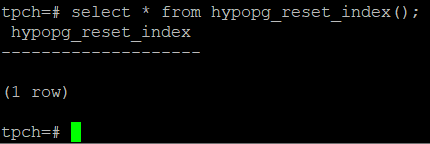 tpch=# select * from hypopg_reset_index();
 hypopg_reset_index
--------------------

(1 row)

tpch=#